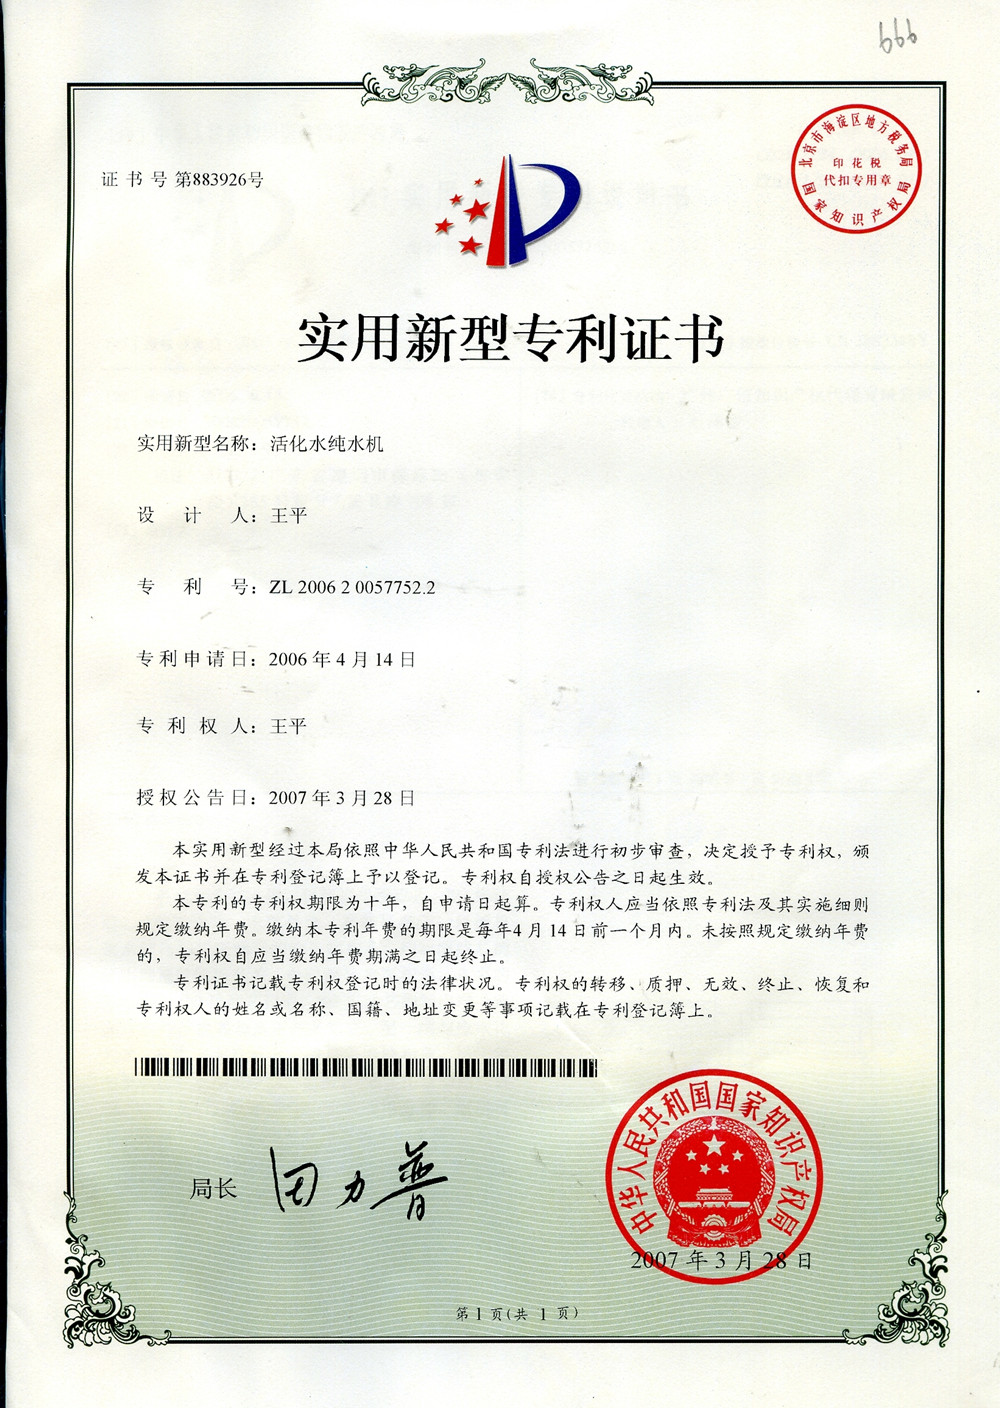 666
北京市海淀区地方税务局
印花税
代扣专用章
国家知识产权局
证书号第883926号
实用新型专利证书
实用新型名称：活化水纯水机
设计人：王平
专利号：ZL 2006 2 0057752.2
专利申请日：2006年4月14日
专利权人：王平
授权公告日：2007年3月28日
本实用新型经过本局依照中华人民共和国专利法进行初步审查，决定授予专利权，颁
发本证书并在专利登记簿上予以登记。专利权自授权公告之日起生效。
本专利的专利权期限为十年，自申请日起算。专利权人应当依照专利法及其实施细则
规定缴纳年费。缴纳本专利年费的期限是每年4月14日前一个月内。未按照规定缴纳年费
的，专利权自应当缴纳年费期满之日起终止。
专利证书记载专利权登记时的法律状况。专利权的转移、质押、无效、终止、恢复和
专利权人的姓名或名称、国籍、地址变更等事项记载在专利登记簿上。
局长 田力普
中华人民共和国国家知识产权局
2007年3月28日
第1页(共1页)